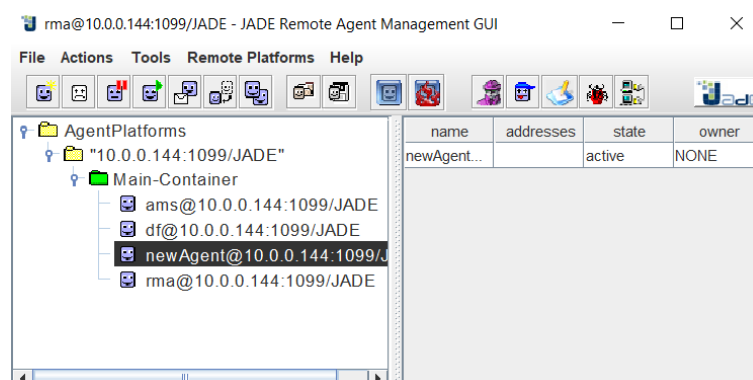 rma@10.0.0.144:1099/JADE - JADE Remote Agent Management GUI
File Actions Tools Remote Platforms Help
AgentPlatforms
"10.0.0.144:1099/JADE"
Main-Container
ams@10.0.0.144:1099/JADE
df@10.0.0.144:1099/JADE
newAgent@10.0.0.144:1099/J
rma@10.0.0.144:1099/JADE
name addresses state owner
newAgent... active NONE